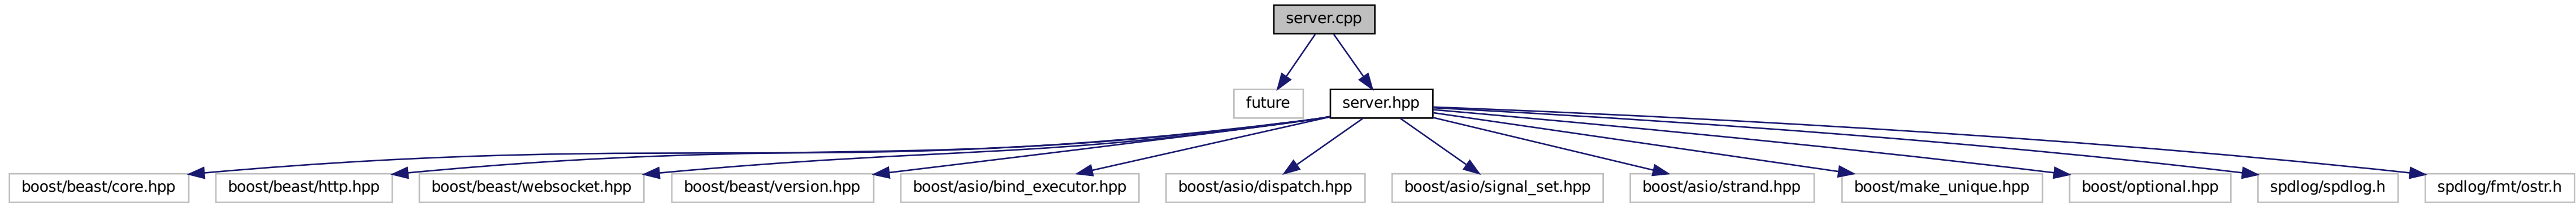 server.cpp
future
server.hpp
boost/beast/core.hpp
boost/beast/http.hpp
boost/beast/websocket.hpp
boost/beast/version.hpp
boost/asio/bind_executor.hpp
boost/asio/dispatch.hpp
boost/asio/signal_set.hpp
boost/asio/strand.hpp
boost/make_unique.hpp
boost/optional.hpp
spdlog/spdlog.h
spdlog/fmt/ostr.h